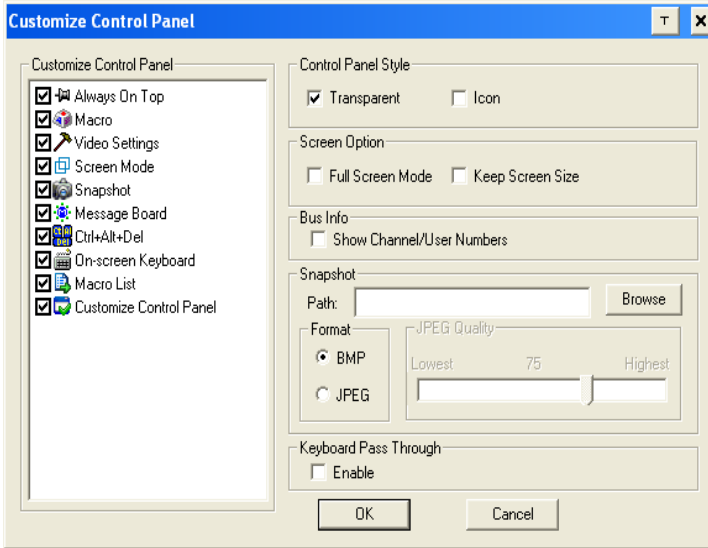 Customize Control Panel
T X
Customize Control Panel
Always On Top
Macro
Video Settings
Screen Mode
Snapshot
Message Board
Ctrl+Alt+Del
On-screen Keyboard
Macro List
Customize Control Panel
Control Panel Style
Transparent Icon
Screen Option
Full Screen Mode Keep Screen Size
Bus Info
Show Channel/User Numbers
Snapshot
Path: Browse
Format
BMP
JPEG
JPEG Quality
Lowest 75 Highest
Keyboard Pass Through
Enable
OK Cancel